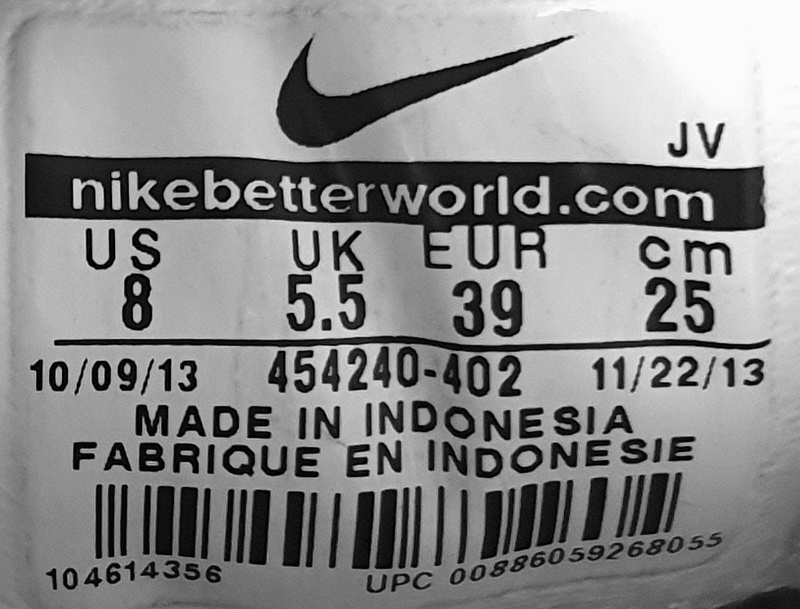 JV
nikebetterworld.com
US UK EUR cm
8 5.5 39 25
10/09/13 454240-402 11/22/13
MADE IN INDONESIA
FABRIQUE EN INDONESIE
104614356 UPC 00886059268055